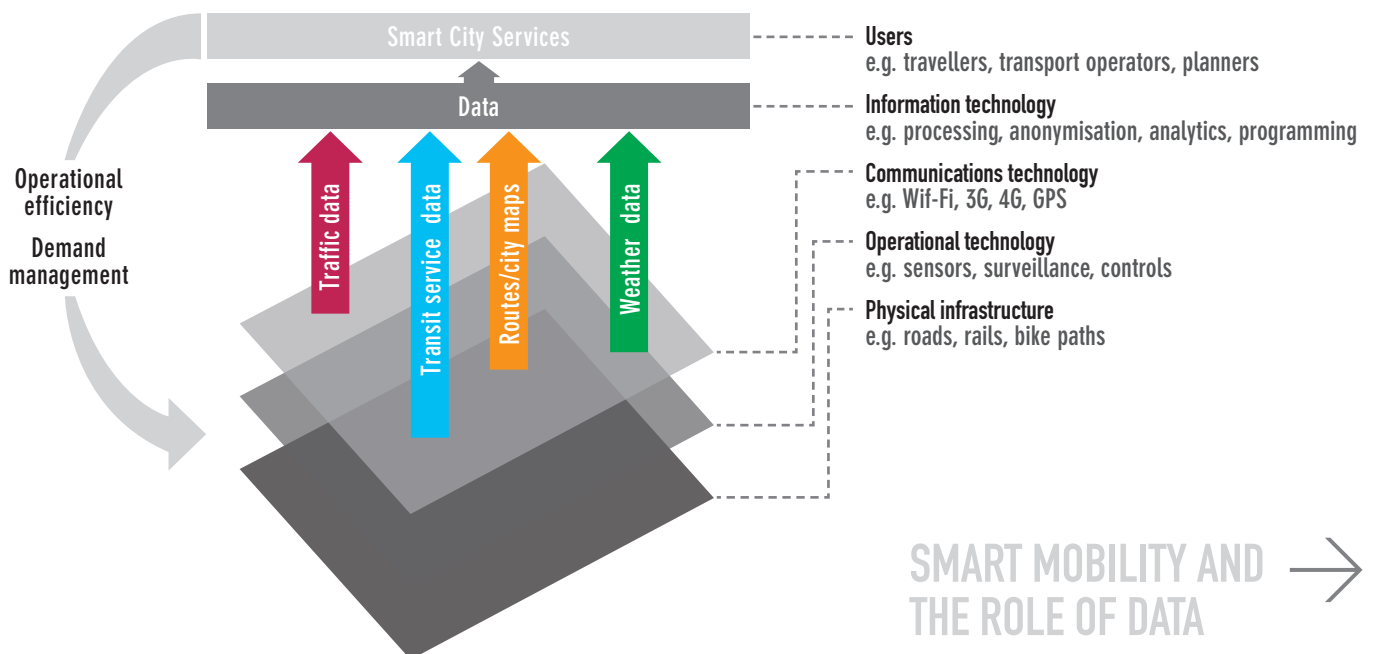 Smart City Services
Data
Traffic data
Transit service data
Routes/city maps
Weather data
Operational
efficiency
Demand
management
Users
e.g. travellers, transport operators, planners
Information technology
e.g. processing, anonymisation, analytics, programming
Communications technology
e.g. Wif-Fi, 3G, 4G, GPS
Operational technology
e.g. sensors, surveillance, controls
Physical infrastructure
e.g. roads, rails, bike paths
SMART MOBILITY AND
THE ROLE OF DATA